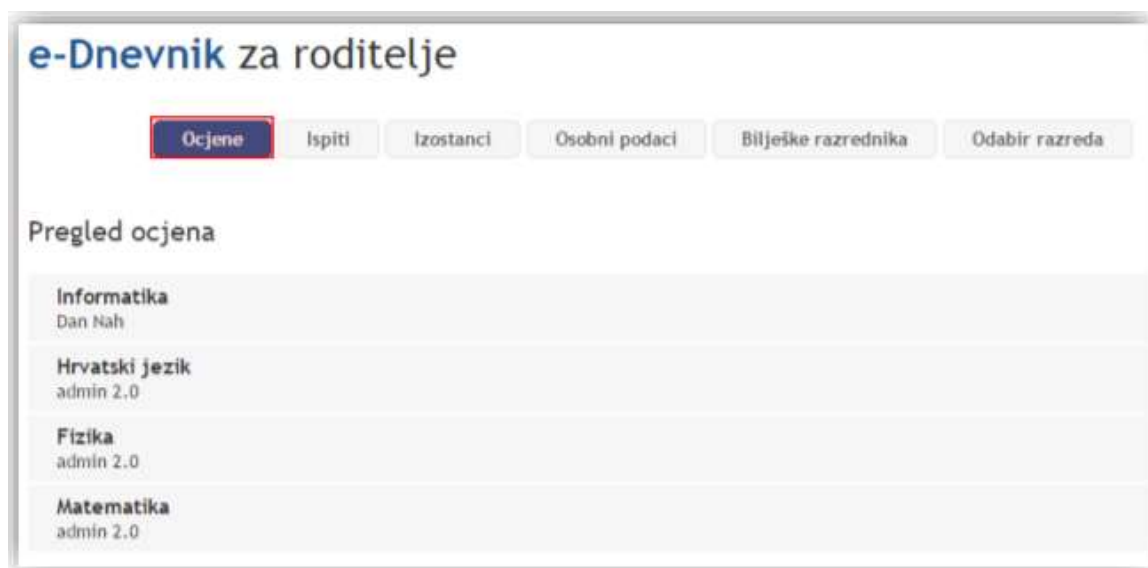 e-Dnevnik za roditelje
Ocjene Ispiti Izostanci Osobni podaci Bilješke razrednika Odabir razreda
Pregled ocjena
Informatika
Dan Nah
Hrvatski jezik
admin 2.0
Fizika
admin 2.0
Matematika
admin 2.0